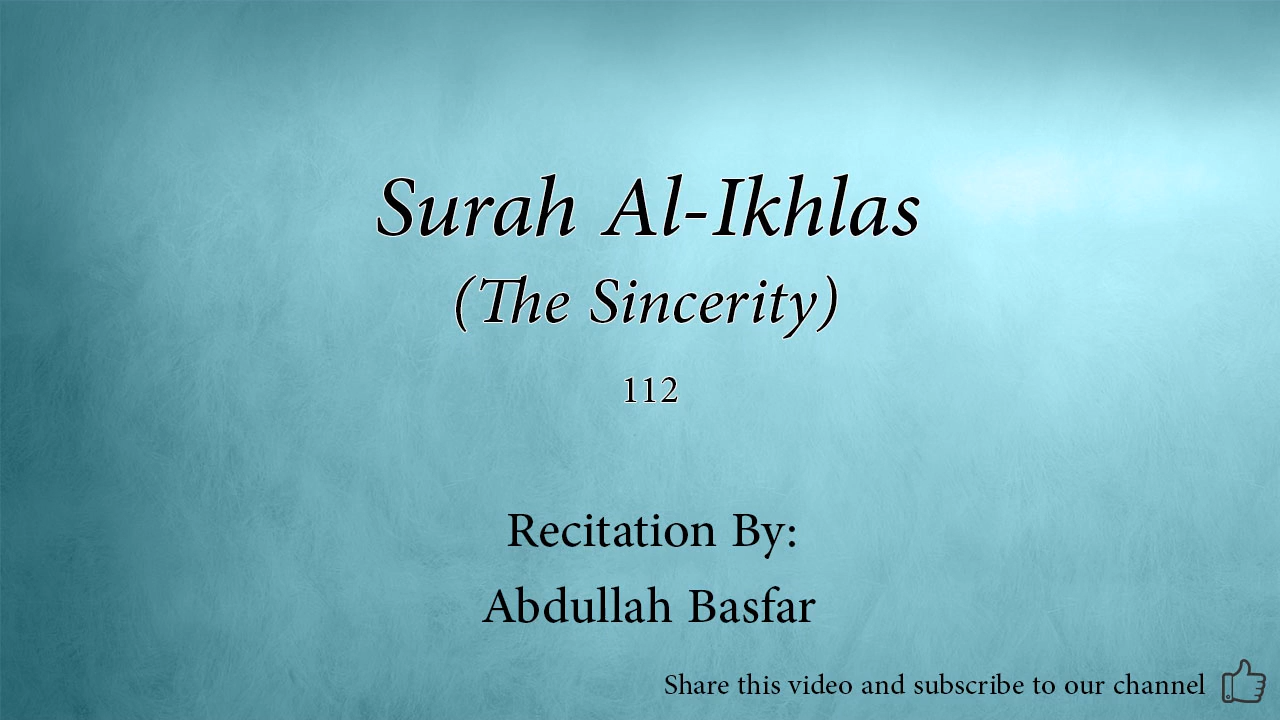 Surah Al-Ikhlas
(The Sincerity)
112
Recitation By:
Abdullah Basfar
Share this video and subscribe to our channel